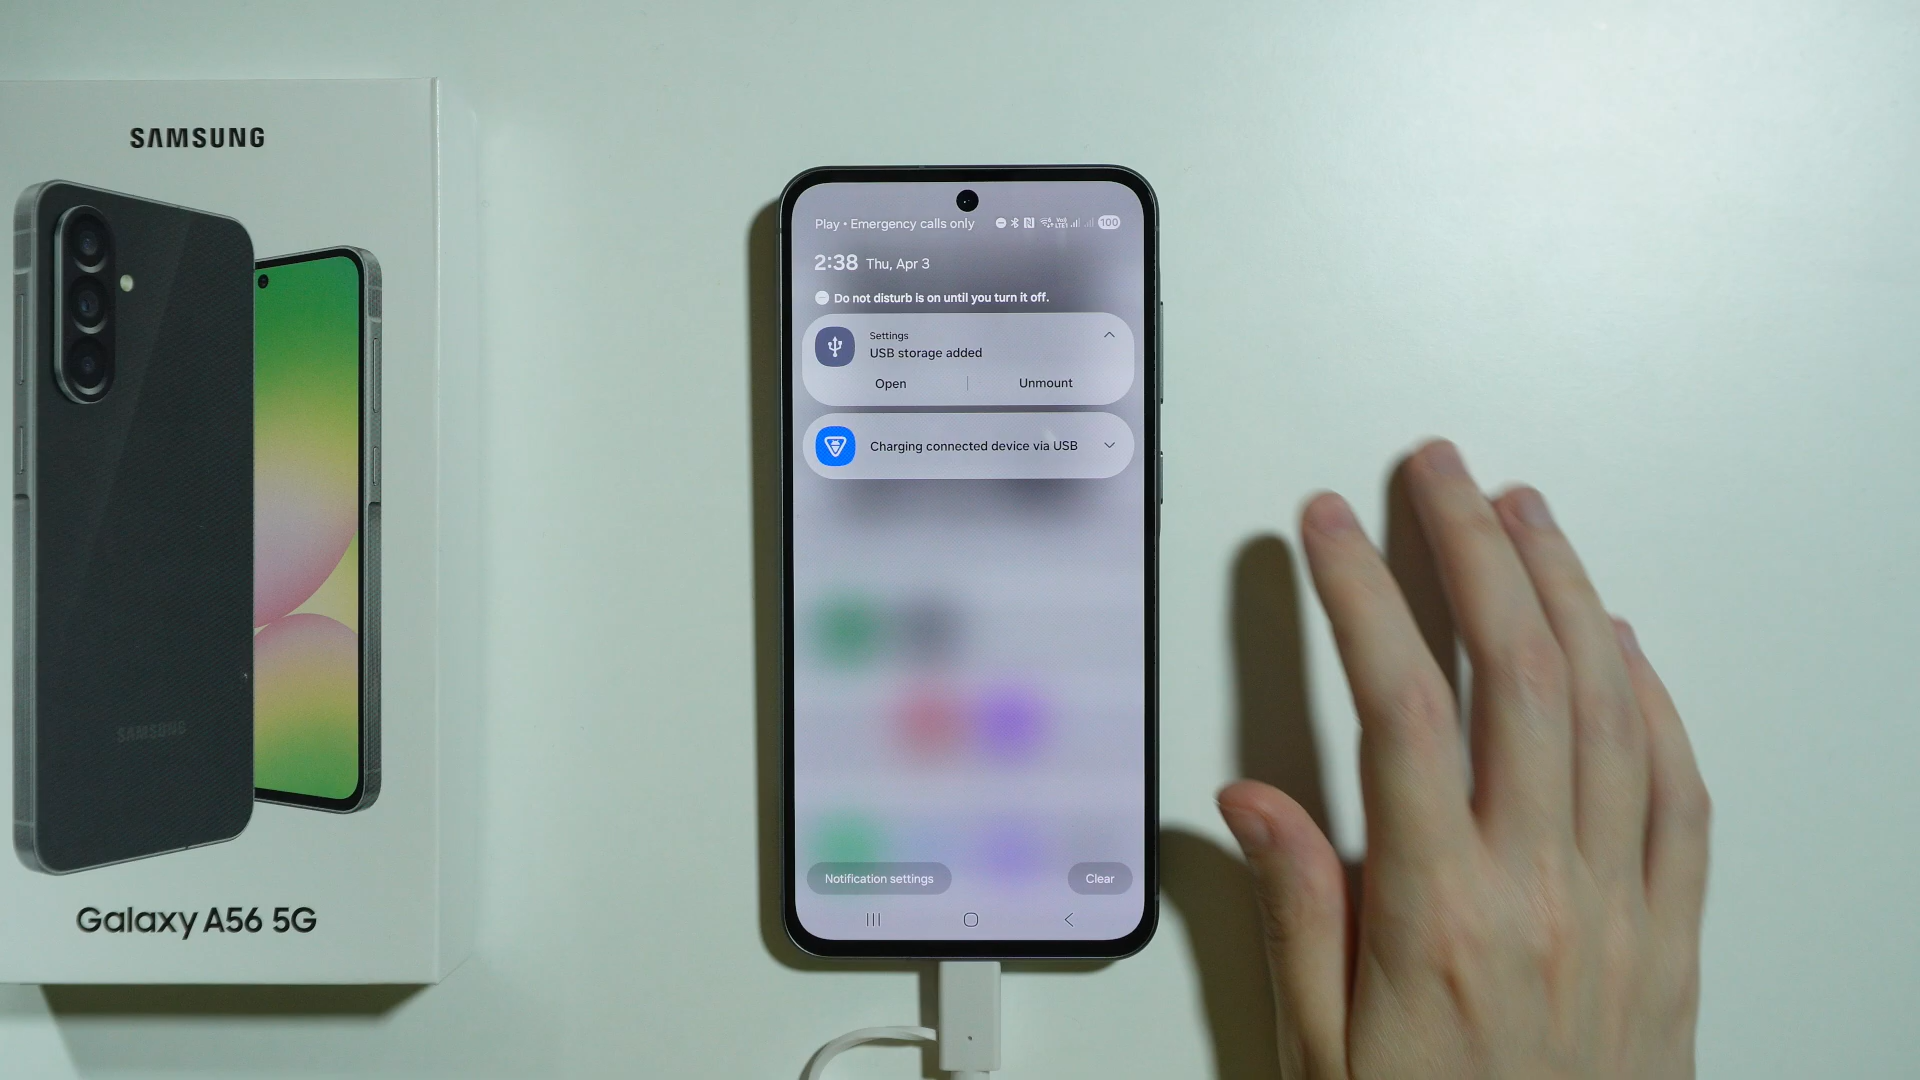 SAMSUNG
SAMSUNG
Galaxy A56 5G
Play • Emergency calls only
100
2:38 Thu, Apr 3
Do not disturb is on until you turn it off.
Settings
USB storage added
Open
Unmount
Charging connected device via USB
Notification settings
Clear